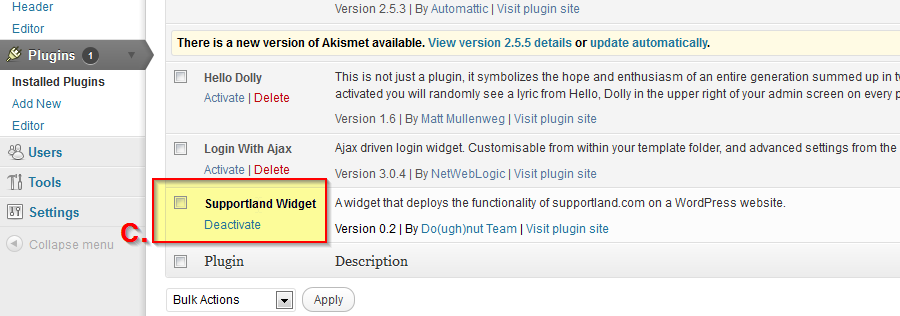 Header
Editor
Plugins 1
Installed Plugins
Add New
Editor
Users
Tools
Settings
Collapse menu
Version 2.5.3 | By Automattic | Visit plugin site
There is a new version of Akismet available. View version 2.5.5 details or update automatically.
Hello Dolly
Activate | Delete
This is not just a plugin, it symbolizes the hope and enthusiasm of an entire generation summed up in tw
activated you will randomly see a lyric from Hello, Dolly in the upper right of your admin screen on every p
Version 1.6 | By Matt Mullenweg | Visit plugin site
Login With Ajax
Activate | Delete
Ajax driven login widget. Customisable from within your template folder, and advanced settings from the
Version 3.0.4 | By NetWebLogic | Visit plugin site
C.
Supportland Widget
Deactivate
A widget that deploys the functionality of supportland.com on a WordPress website.
Version 0.2 | By Do(ugh)nut Team | Visit plugin site
Plugin Description
Bulk Actions Apply